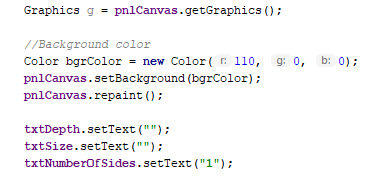 Graphics g = pnlCanvas.getGraphics();
//Background color
Color bgrColor = new Color( r: 110, g: 0, b: 0);
pnlCanvas.setBackground(bgrColor);
pnlCanvas.repaint();
txtDepth.setText("");
txtSize.setText("");
txtNumberOfSides.setText("1");